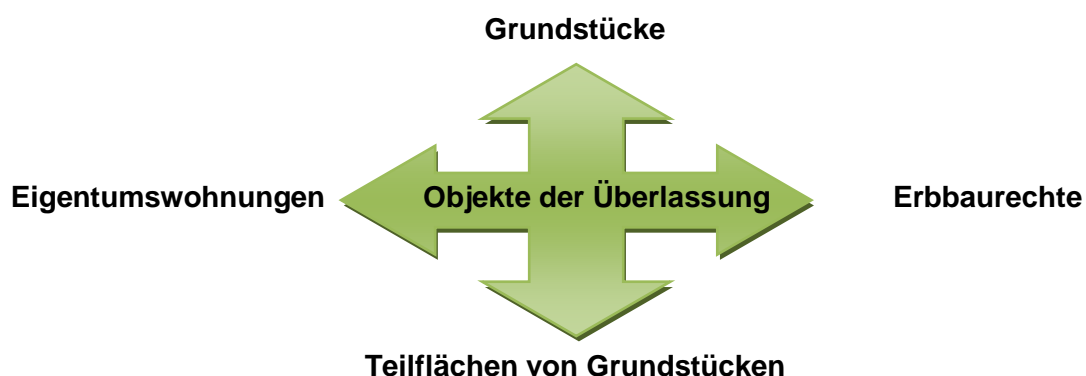 Grundstücke
Eigentumswohnungen
Objekte der Überlassung
Erbbaurechte
Teilflächen von Grundstücken